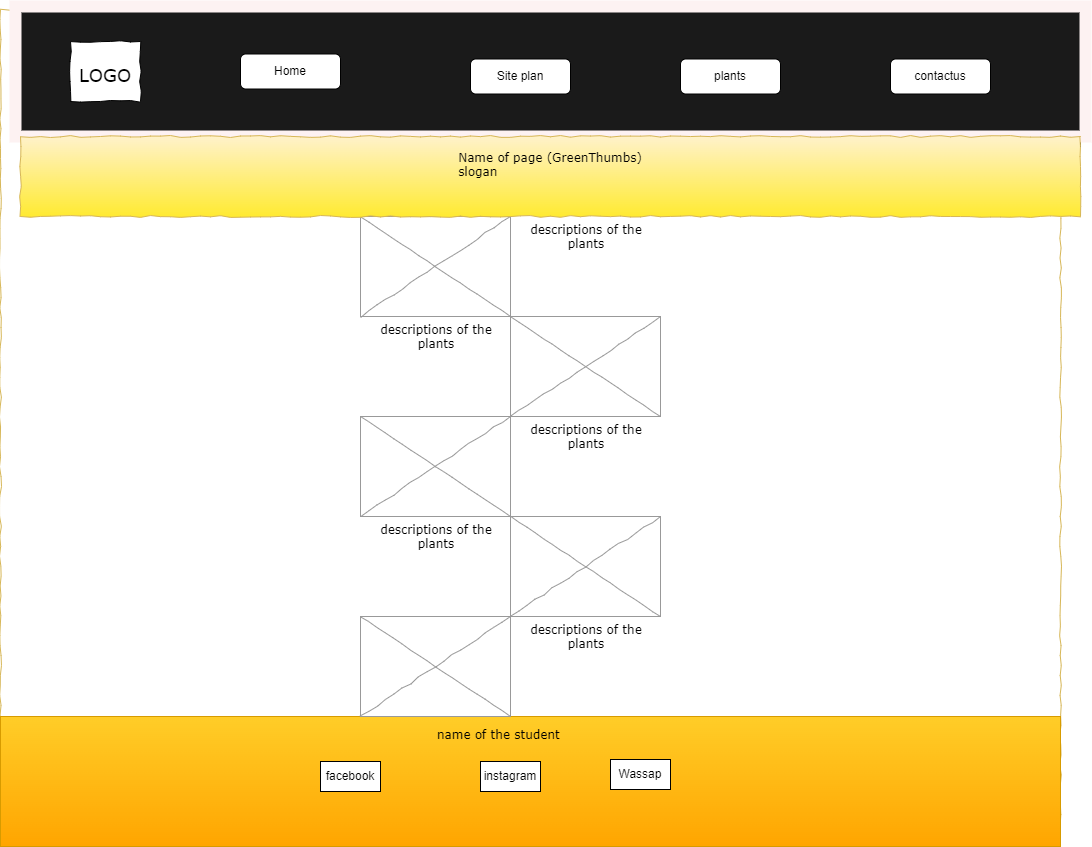 LOGO
Home
Site plan
plants
contactus
Name of page (GreenThumbs)
slogan
descriptions of the
plants
descriptions of the
plants
descriptions of the
plants
descriptions of the
plants
descriptions of the
plants
name of the student
facebook
instagram
Wassap